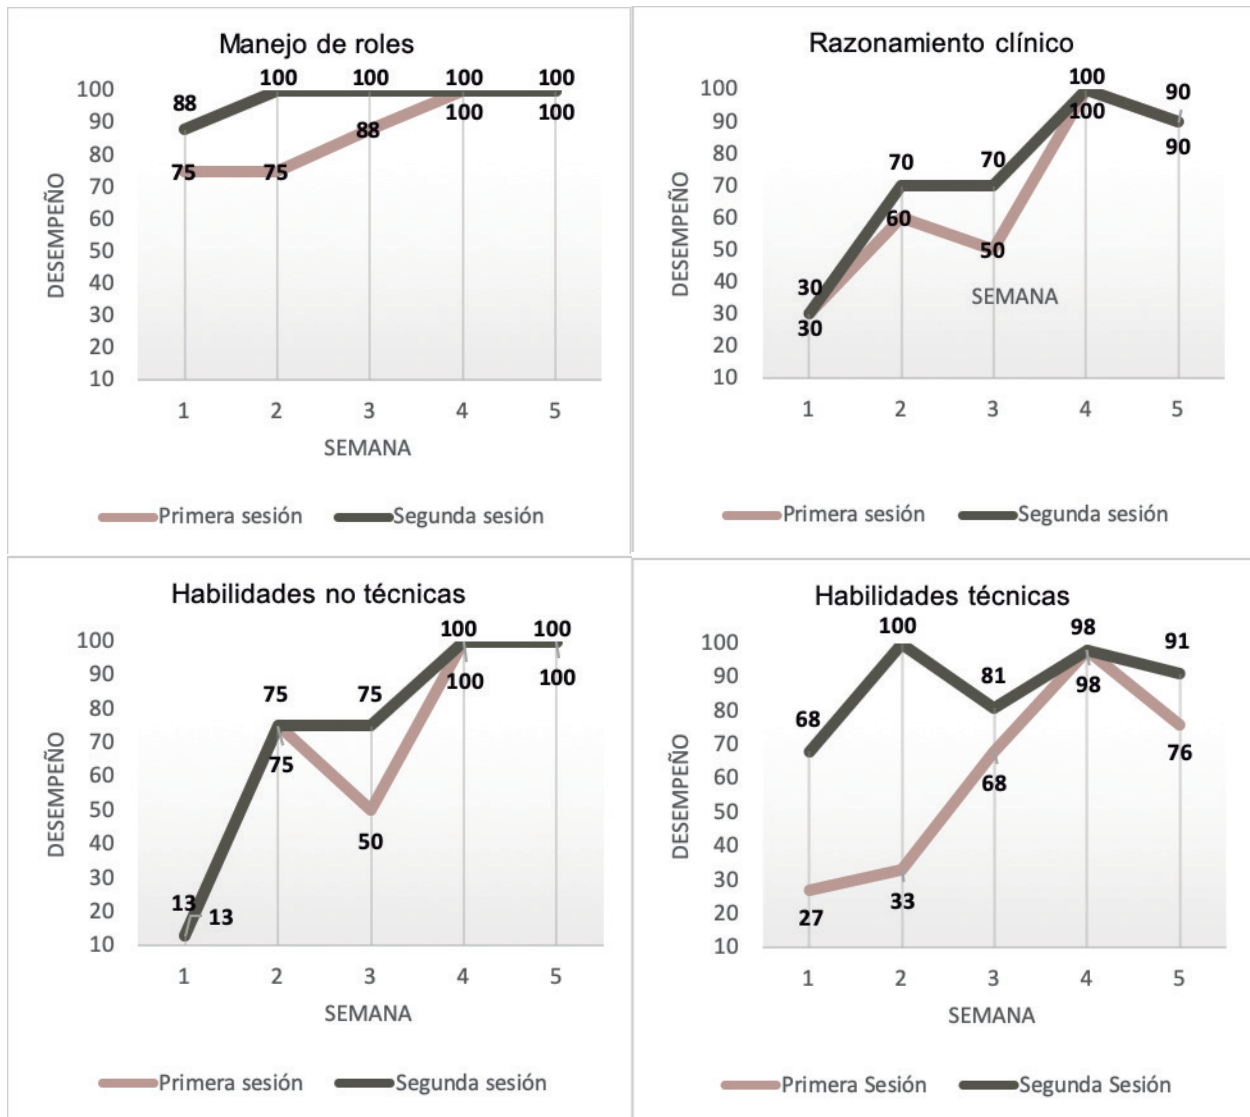 Manejo de roles
100
90
80
70
60
50
40
30
20
10
DESEMPEÑO
88 100 100 100 100
75 75 88 100 100
1 2 3 4 5
SEMANA
Primera sesión Segunda sesión
Razonamiento clínico
100
90
80
70
60
50
40
30
20
10
DESEMPEÑO
30 70 70 100 90
30 60 50 100 90
SEMANA
1 2 3 4 5
Primera sesión Segunda sesión
Habilidades no técnicas
100
90
80
70
60
50
40
30
20
10
DESEMPEÑO
13 75 75 100 100
13 75 50 100 100
1 2 3 4 5
SEMANA
Primera sesión Segunda sesión
Habilidades técnicas
100
90
80
70
60
50
40
30
20
10
DESEMPEÑO
68 100 81 98 91
27 33 68 98 76
1 2 3 4 5
SEMANA
Primera Sesión Segunda Sesión